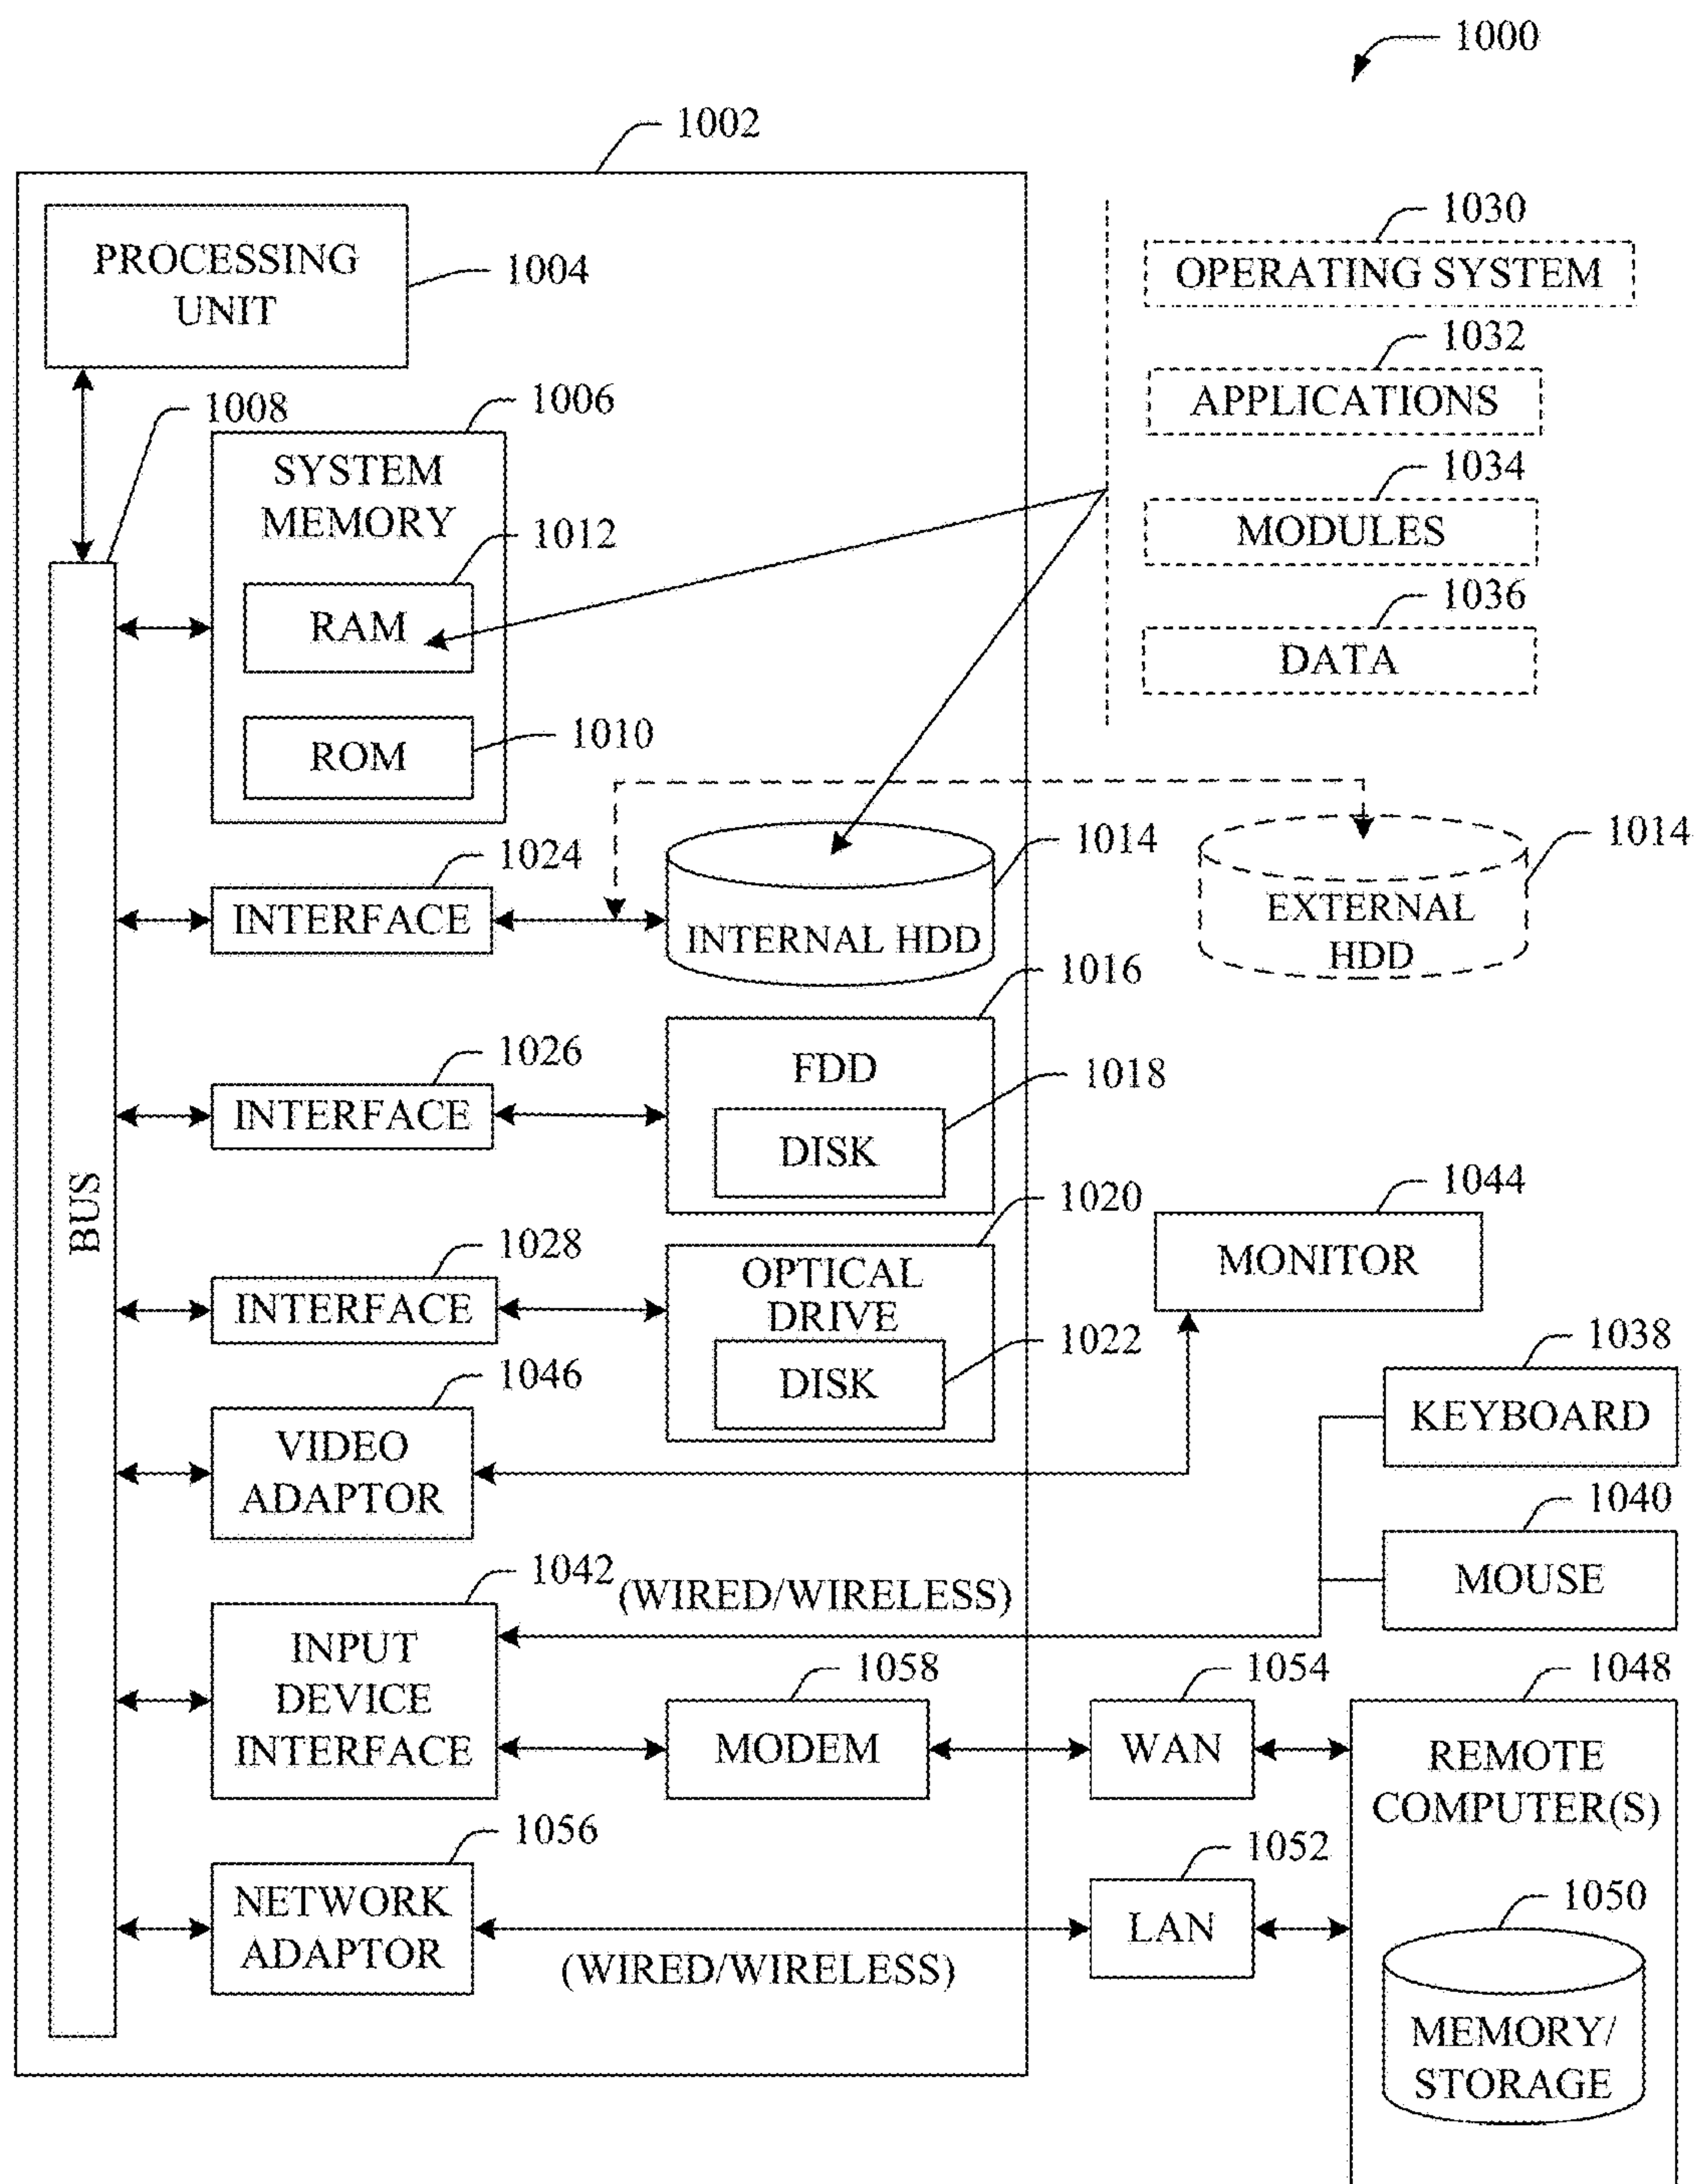 1000
1002
PROCESSING
UNIT
1004
1030
OPERATING SYSTEM
1032
APPLICATIONS
1034
MODULES
1036
DATA
1008
1006
SYSTEM
MEMORY
1012
RAM
1010
ROM
1024
INTERFACE
1014
INTERNAL HDD
1014
EXTERNAL
HDD
1016
FDD
1018
DISK
1026
INTERFACE
BUS
1028
INTERFACE
1020
OPTICAL
DRIVE
1022
DISK
1044
MONITOR
1046
VIDEO
ADAPTOR
1038
KEYBOARD
1040
MOUSE
1042
(WIRED/WIRELESS)
INPUT
DEVICE
INTERFACE
1058
MODEM
1054
WAN
1048
REMOTE
COMPUTER(S)
1056
NETWORK
ADAPTOR
(WIRED/WIRELESS)
1052
LAN
1050
MEMORY/
STORAGE